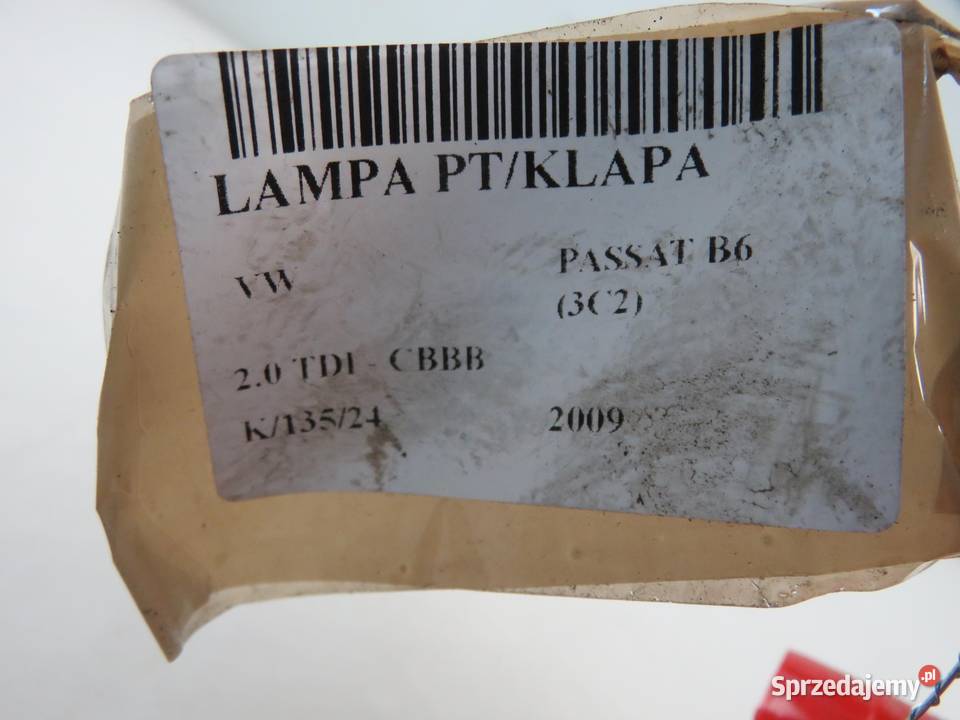 LAMPA PT/KLAPA
VW PASSAT B6
(3C2)
2.0 TDI - CBBB
K/135/24 2009
Sprzedajemy.pl